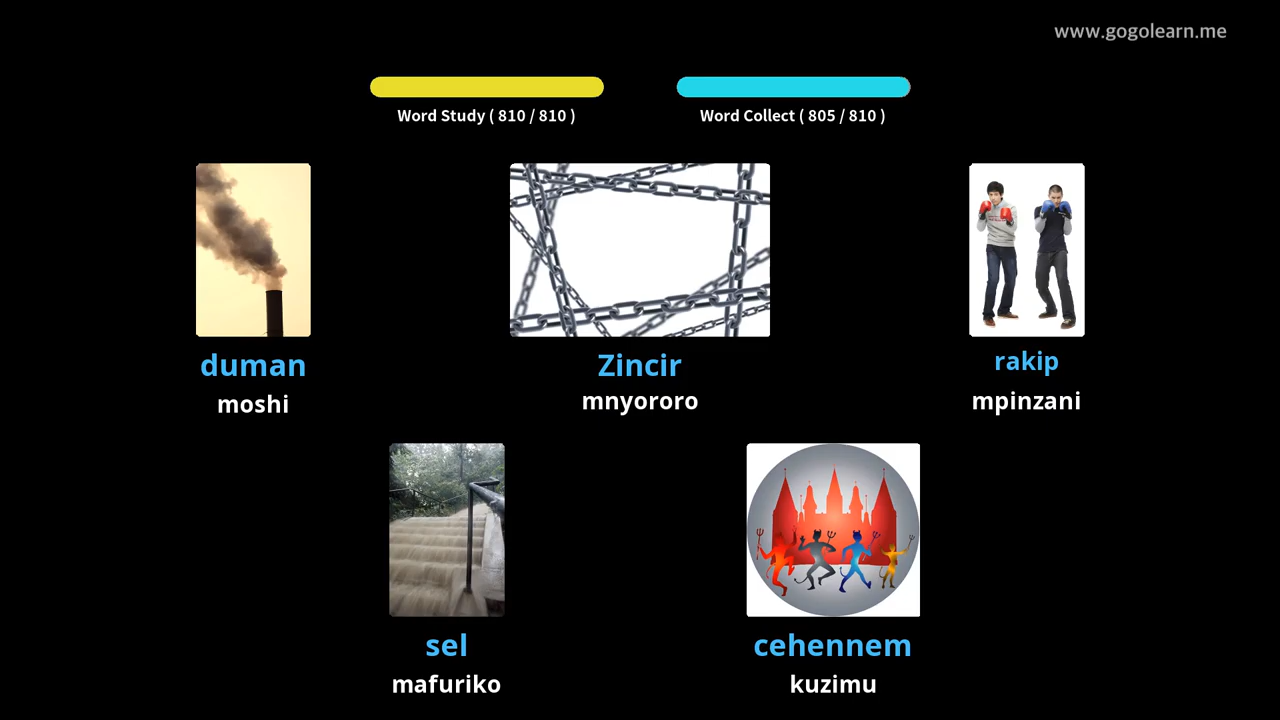 www.gogolearn.me
Word Study ( 810 / 810 )
Word Collect ( 805 / 810 )
duman
moshi
Zincir
mnyororo
rakip
mpinzani
sel
mafuriko
cehennem
kuzimu